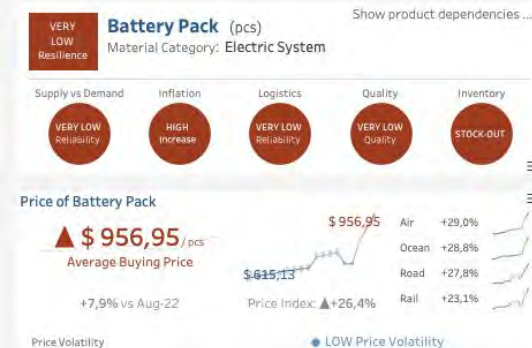 Show product dependencies ...
VERY
LOW
Resilience
Battery Pack (pcs)
Material Category: Electric System
Supply vs Demand Inflation Logistics Quality Inventory
VERY LOW
Reliability
HIGH
Increase
VERY LOW
Reliability
VERY LOW
Quality
STOCK-OUT
Price of Battery Pack
▲ $ 956,95/pcs
Average Buying Price
+7,9% vs Aug-22
$ 956,95
$ 615,13
Price Index: ▲+26,4%
Air +29,0%
Ocean +28,8%
Road +27,8%
Rail +23,1%
Price Volatility
LOW Price Volatility